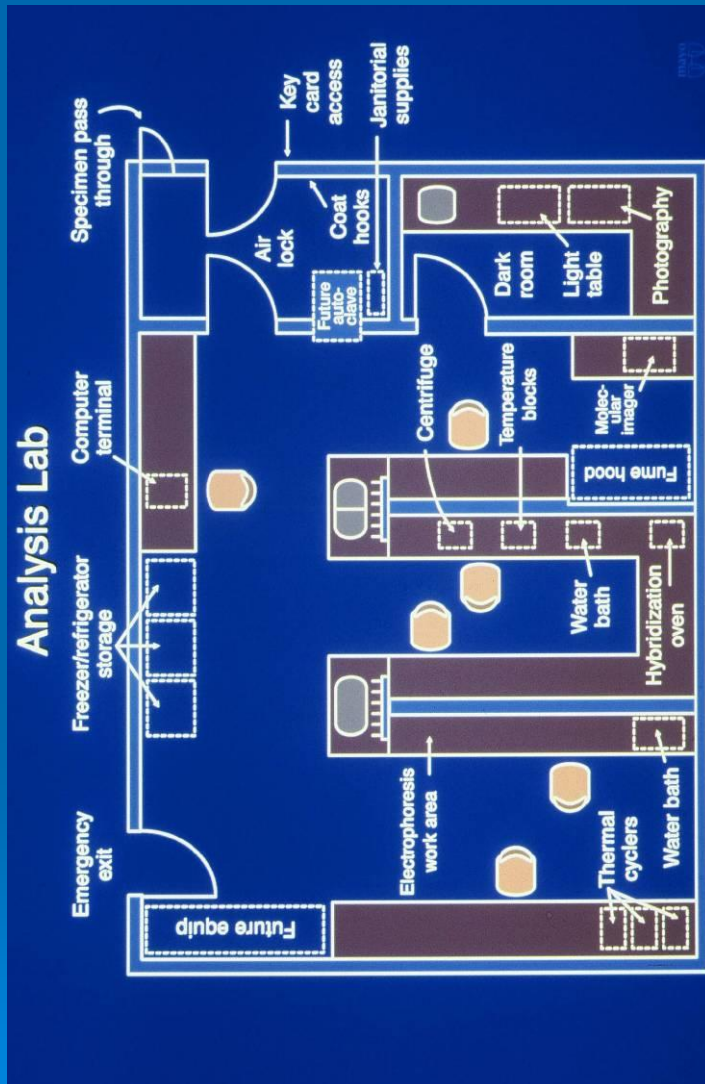 Analysis Lab
Emergency
exit
Freezer/refrigerator
storage
Computer
terminal
Specimen pass
through
Key
card
access
Janitorial
supplies
Air
lock
Coat
hooks
Future
auto-
clave
Future equip
Electrophoresis
work area
Centrifuge
Temperature
blocks
Dark
room
Light
table
Photography
Thermal
cyclers
Water bath
Hybridization
oven
Water
bath
Fume hood
Molec-
ular
imager
mayo